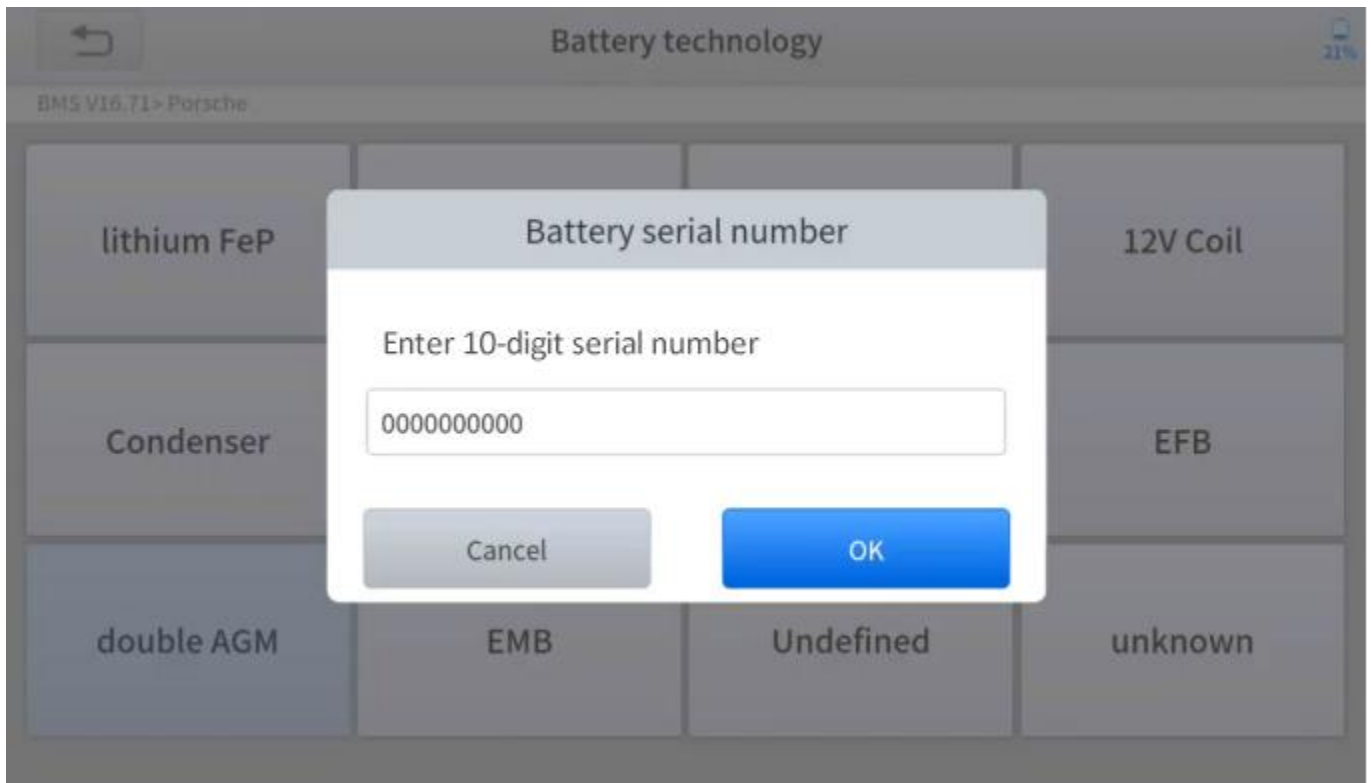 Battery technology
21%
BMS V16.71> Porsche
lithium FeP
12V Coil
Battery serial number
Enter 10-digit serial number
0000000000
Cancel
OK
Condenser
EFB
double AGM
EMB
Undefined
unknown